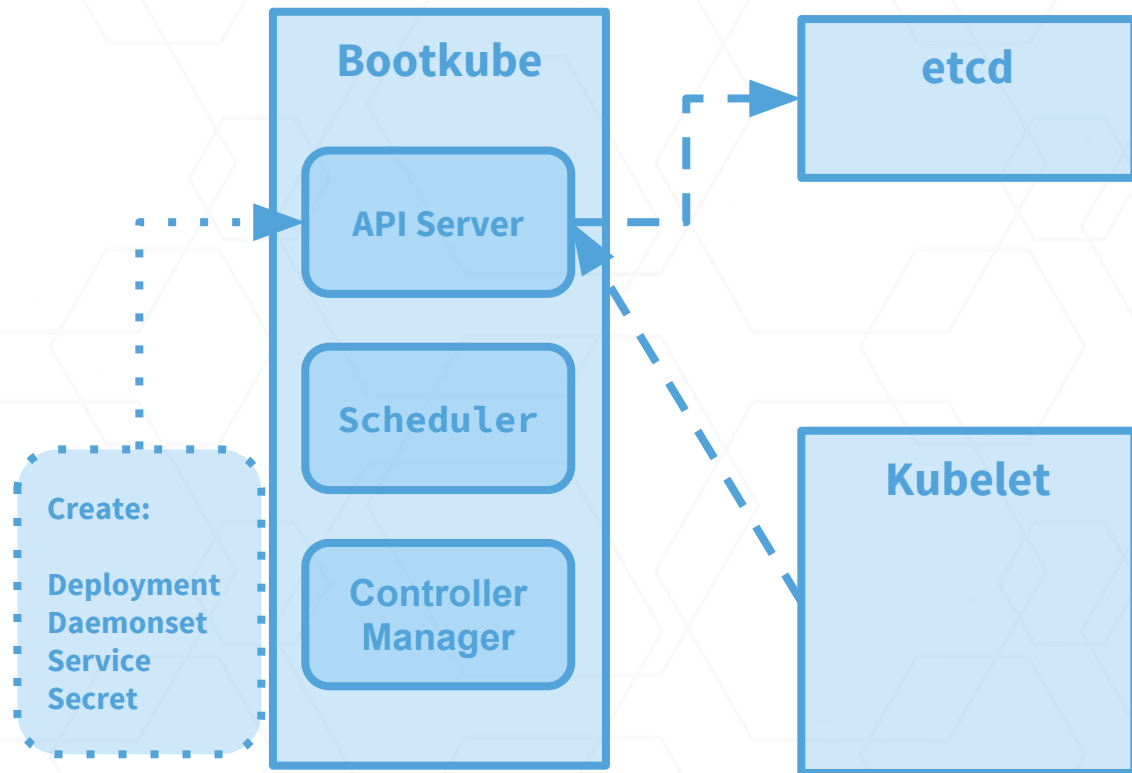 Bootkube
etcd
API Server
Scheduler
Kubelet
Create:
Deployment
Daemonset
Service
Secret
Controller
Manager